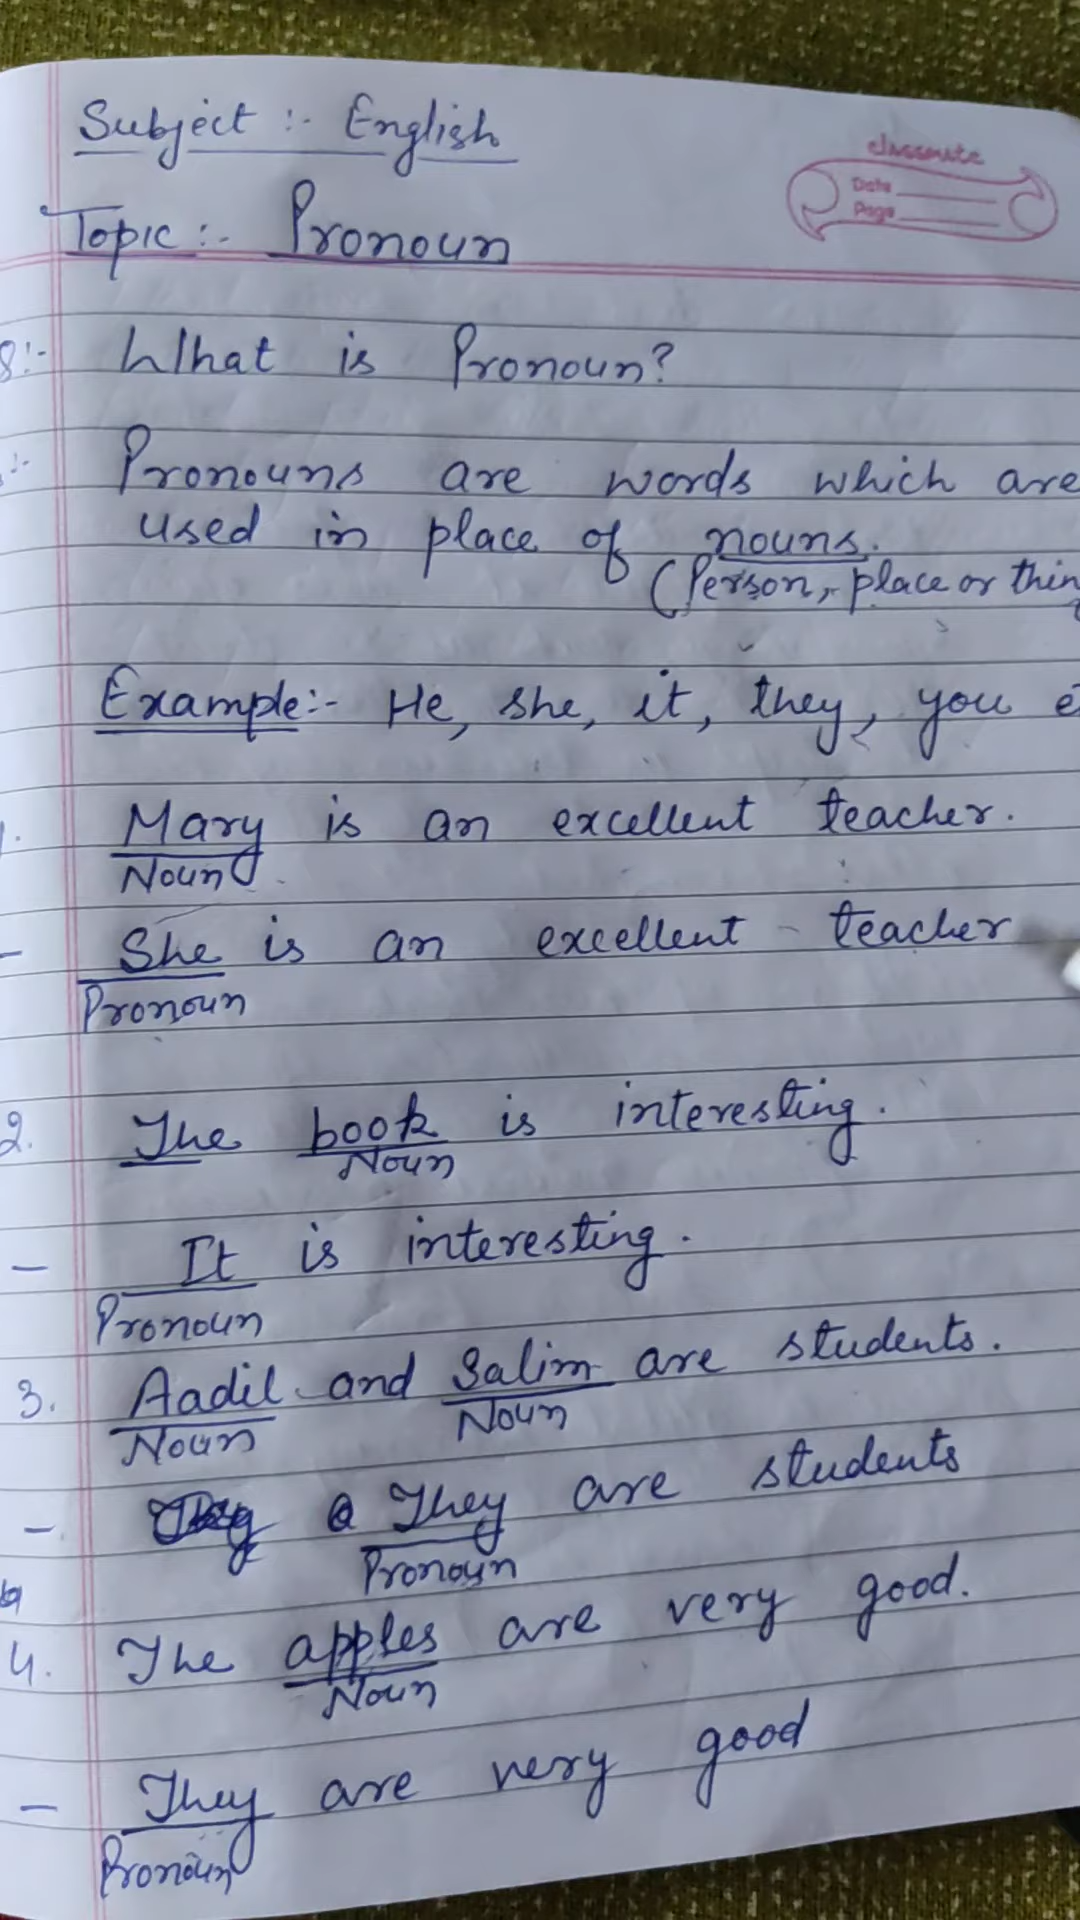 Subject :- English
classmate
Date
Page
Topic :- Pronoun
What is Pronoun?
Pronouns are words which are
used in place of nouns.
(Person, place or thin
Example:- He, she, it, they, you e
1. Mary is an excellent teacher.
Noun
- She is an excellent teacher
Pronoun
2. The book is interesting.
Noun
- It is interesting.
Pronoun
3. Aadil and Salim are students.
Noun Noun
- They are students
Pronoun
4. The apples are very good.
Noun
- They are very good
Pronoun